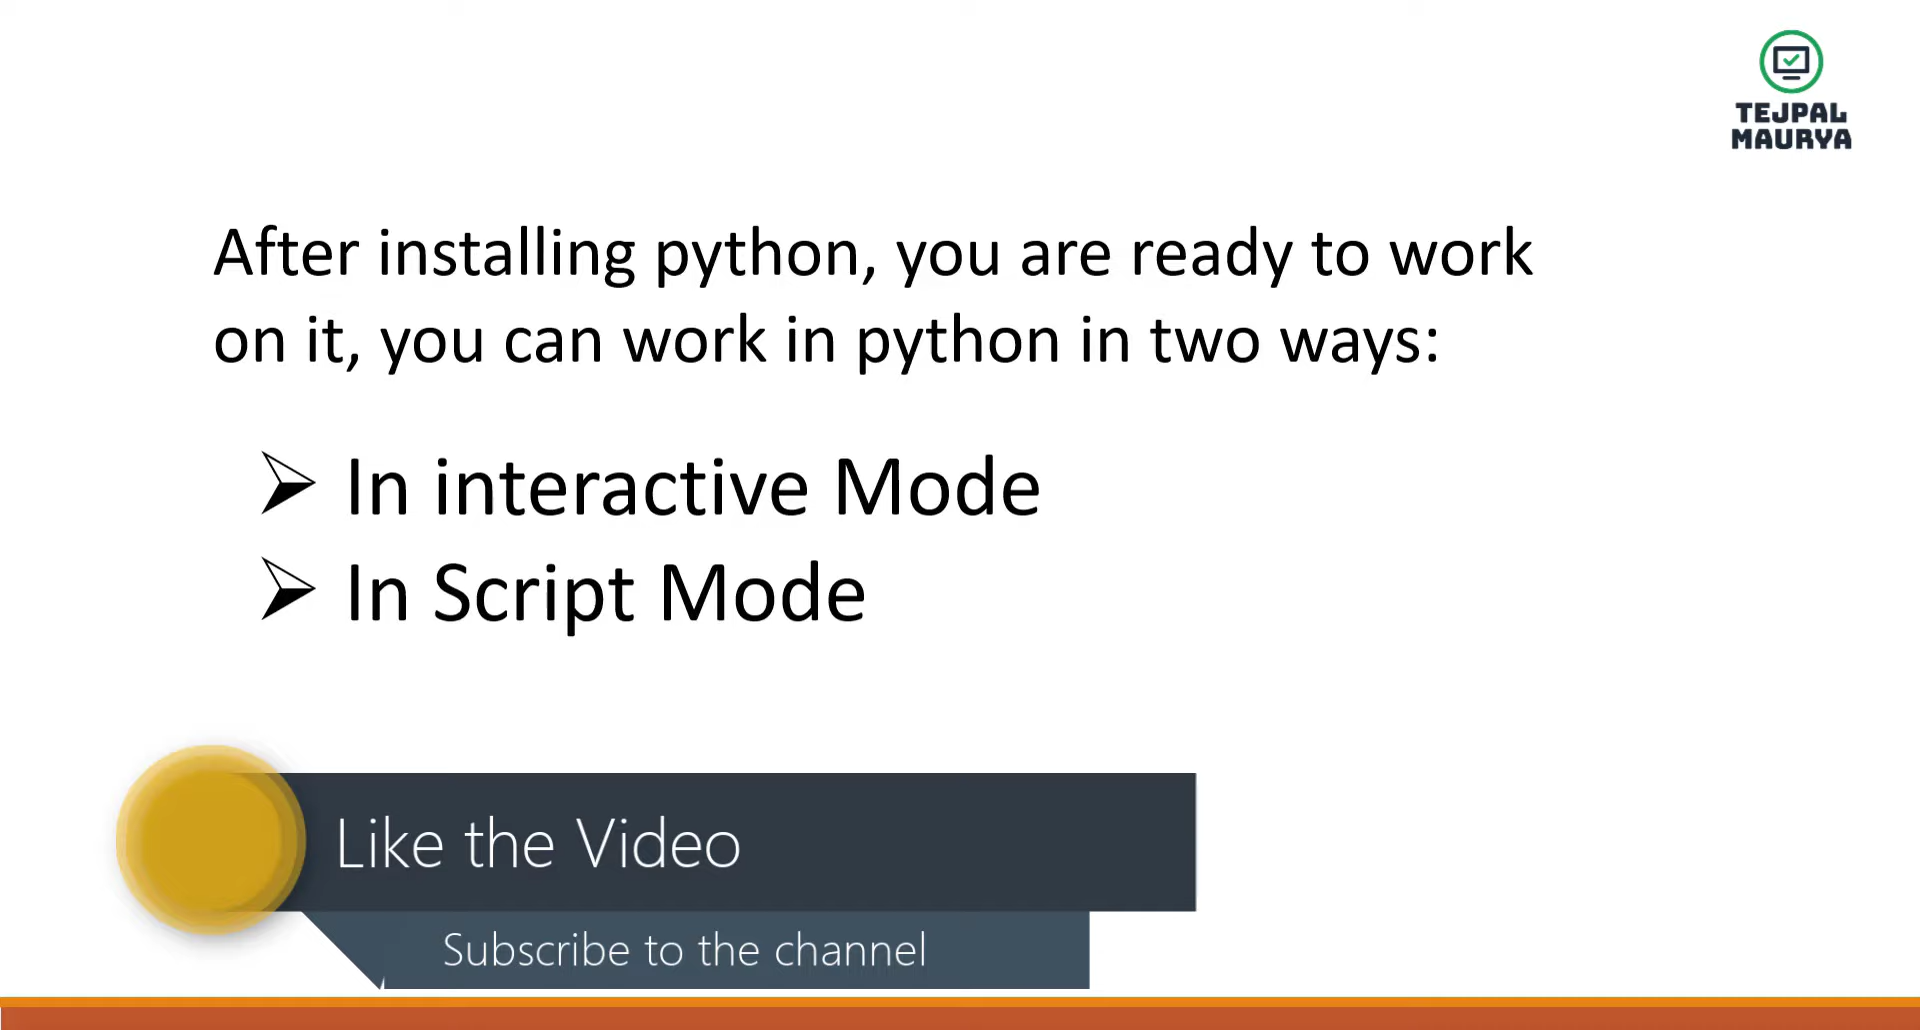 TEJPAL
MAURYA
After installing python, you are ready to work
on it, you can work in python in two ways:
In interactive Mode
In Script Mode
Like the Video
Subscribe to the channel